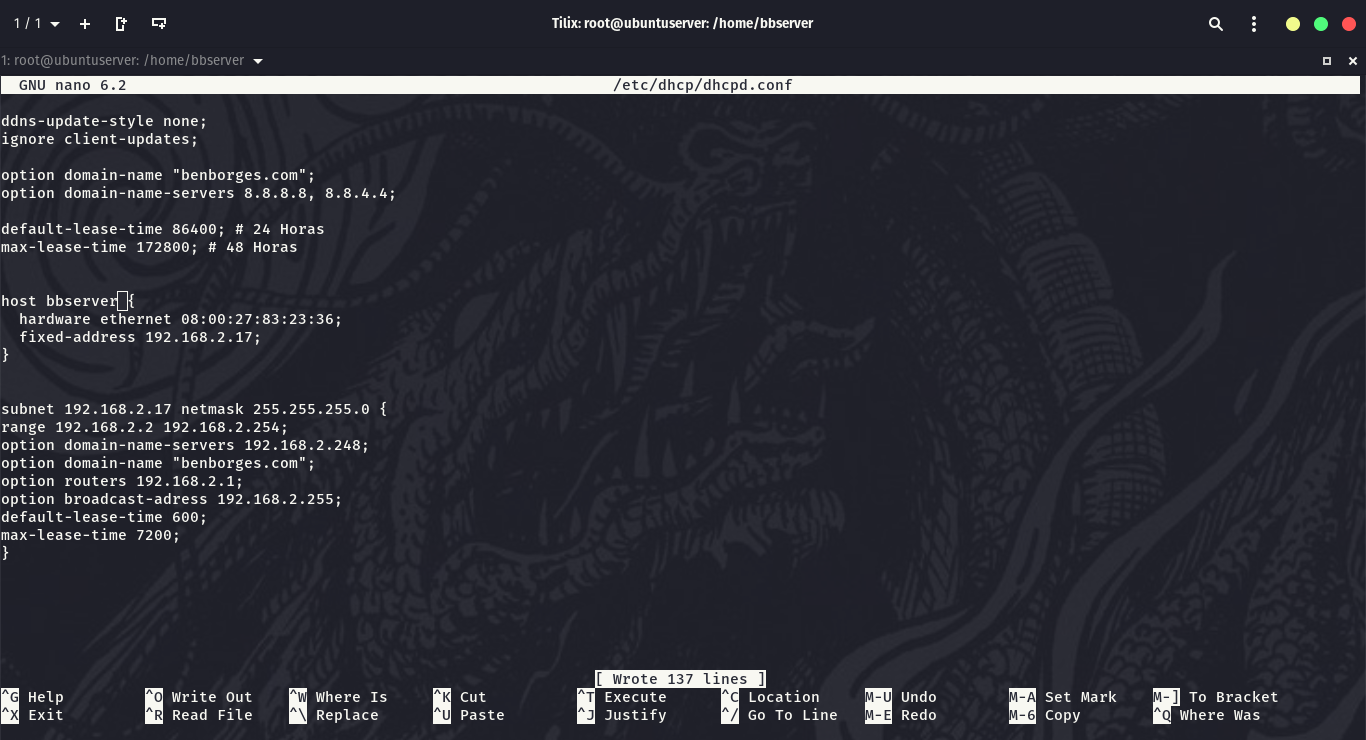 1 / 1
Tilix: root@ubuntuserver: /home/bbserver
1: root@ubuntuserver: /home/bbserver
GNU nano 6.2 /etc/dhcp/dhcpd.conf
ddns-update-style none;
ignore client-updates;
option domain-name "benborges.com";
option domain-name-servers 8.8.8.8, 8.8.4.4;
default-lease-time 86400; # 24 Horas
max-lease-time 172800; # 48 Horas
host bbserver {
hardware ethernet 08:00:27:83:23:36;
fixed-address 192.168.2.17;
}
subnet 192.168.2.17 netmask 255.255.255.0 {
range 192.168.2.2 192.168.2.254;
option domain-name-servers 192.168.2.248;
option domain-name "benborges.com";
option routers 192.168.2.1;
option broadcast-adress 192.168.2.255;
default-lease-time 600;
max-lease-time 7200;
}
[ Wrote 137 lines ]
^G Help ^O Write Out ^W Where Is ^K Cut ^T Execute ^C Location M-U Undo M-A Set Mark M-] To Bracket
^X Exit ^R Read File ^\ Replace ^U Paste ^J Justify ^/ Go To Line M-E Redo M-6 Copy ^Q Where Was